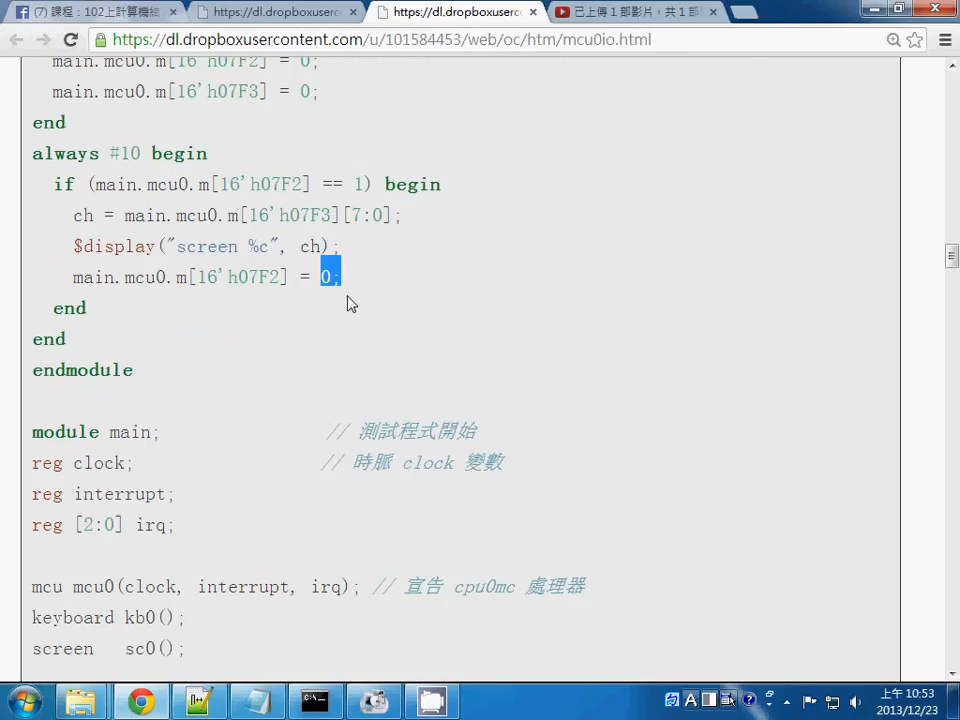 課程：102上計算機結
https://dl.dropboxuserc
https://dl.dropboxuserc
已上傳 1 部影片，共 1 部
https://dl.dropboxusercontent.com/u/101584453/web/oc/htm/mcu0io.html
main.mcu0.m[16'h07F2] = 0;
main.mcu0.m[16'h07F3] = 0;
end
always #10 begin
if (main.mcu0.m[16'h07F2] == 1) begin
ch = main.mcu0.m[16'h07F3][7:0];
$display("screen %c", ch);
main.mcu0.m[16'h07F2] = 0;
end
end
endmodule
module main; // 測試程式開始
reg clock; // 時脈 clock 變數
reg interrupt;
reg [2:0] irq;
mcu mcu0(clock, interrupt, irq); // 宣告 cpu0mc 處理器
keyboard kb0();
screen sc0();
A
上午 10:53
2013/12/23